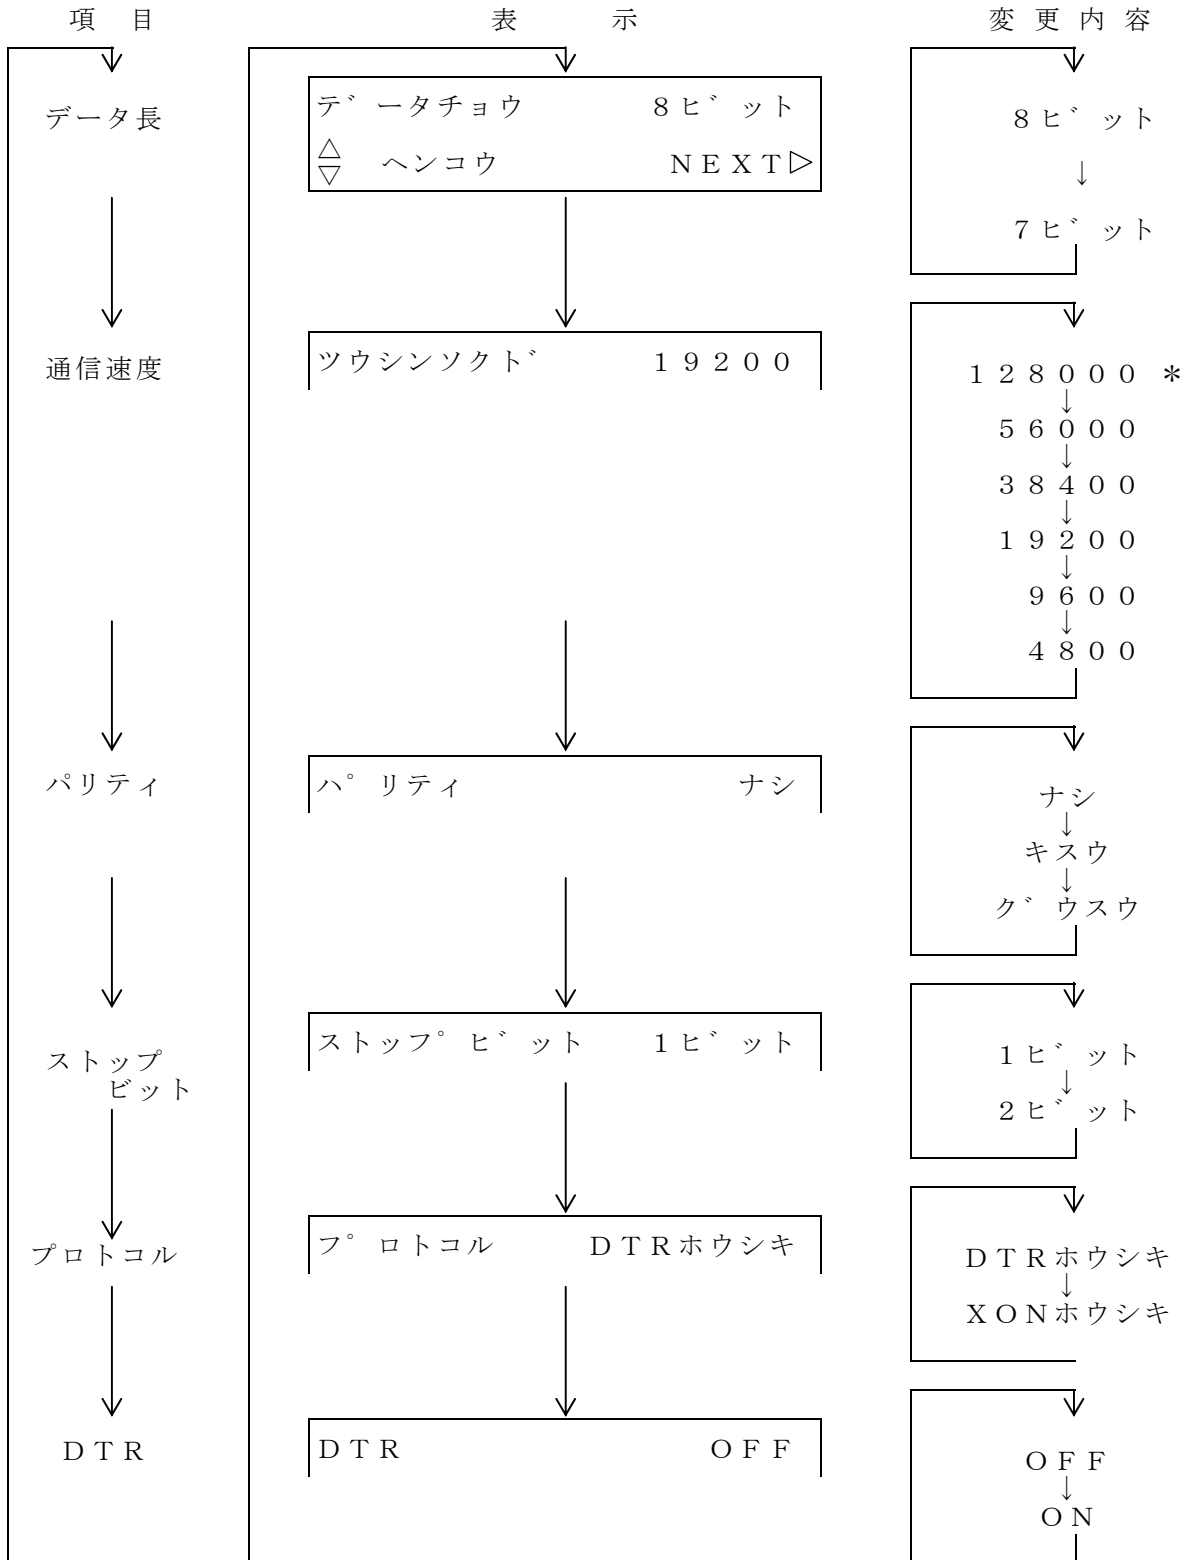 項　目　表　示　変更内容
データ長
デ゛ータチョウ　８ビ゛ット
△
▽　ヘンコウ　ＮＥＸＴ▷
８ビ゛ット
↓
７ビ゛ット
通信速度
ツウシンソクド゛　１９２００
１２８０００　＊
↓
５６０００
↓
３８４００
↓
１９２００
↓
９６００
↓
４８００
パリティ
ハ゜リティ　ナシ
ナシ
↓
キスウ
↓
グ゛ウスウ
ストップ
ビット
ストッフ゜ヒ゛ット　１ヒ゛ット
１ヒ゛ット
↓
２ヒ゛ット
プロトコル
フ゜ロトコル　ＤＴＲホウシキ
ＤＴＲホウシキ
↓
ＸＯＮホウシキ
ＤＴＲ
ＤＴＲ　ＯＦＦ
ＯＦＦ
↓
ＯＮ